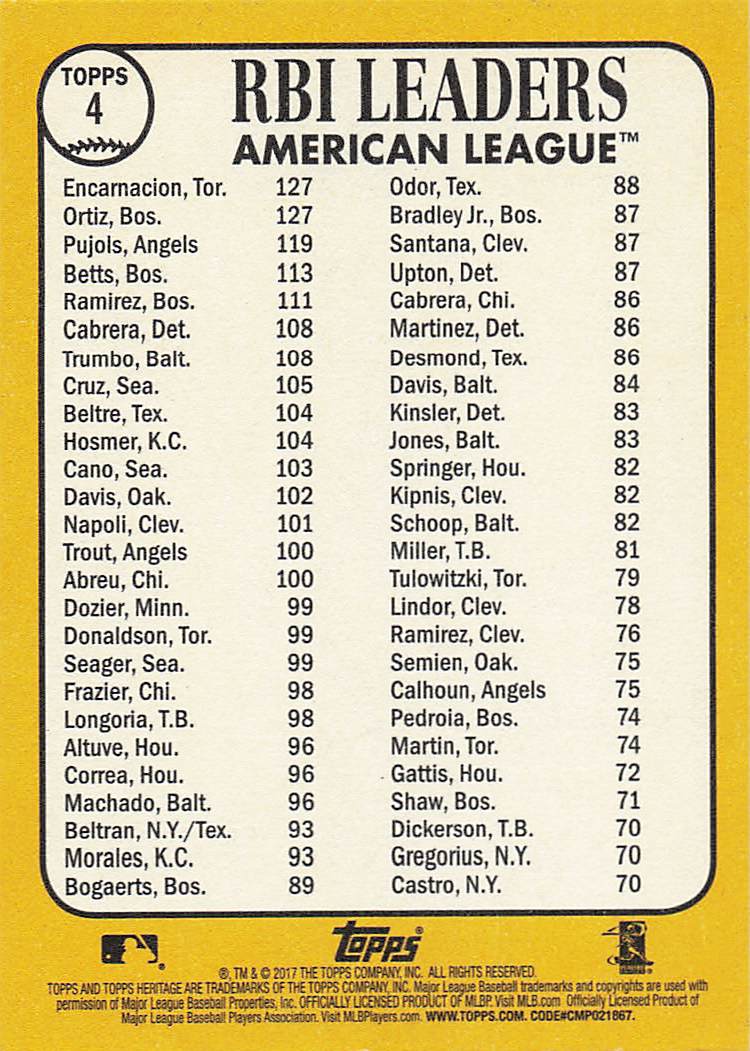 TOPPS
4
RBI LEADERS
AMERICAN LEAGUE™
Encarnacion, Tor. 127
Ortiz, Bos. 127
Pujols, Angels 119
Betts, Bos. 113
Ramirez, Bos. 111
Cabrera, Det. 108
Trumbo, Balt. 108
Cruz, Sea. 105
Beltre, Tex. 104
Hosmer, K.C. 104
Cano, Sea. 103
Davis, Oak. 102
Napoli, Clev. 101
Trout, Angels 100
Abreu, Chi. 100
Dozier, Minn. 99
Donaldson, Tor. 99
Seager, Sea. 99
Frazier, Chi. 98
Longoria, T.B. 98
Altuve, Hou. 96
Correa, Hou. 96
Machado, Balt. 96
Beltran, N.Y./Tex. 93
Morales, K.C. 93
Bogaerts, Bos. 89
Odor, Tex. 88
Bradley Jr., Bos. 87
Santana, Clev. 87
Upton, Det. 87
Cabrera, Chi. 86
Martinez, Det. 86
Desmond, Tex. 86
Davis, Balt. 84
Kinsler, Det. 83
Jones, Balt. 83
Springer, Hou. 82
Kipnis, Clev. 82
Schoop, Balt. 82
Miller, T.B. 81
Tulowitzki, Tor. 79
Lindor, Clev. 78
Ramirez, Clev. 76
Semien, Oak. 75
Calhoun, Angels 75
Pedroia, Bos. 74
Martin, Tor. 74
Gattis, Hou. 72
Shaw, Bos. 71
Dickerson, T.B. 70
Gregorius, N.Y. 70
Castro, N.Y. 70
Topps®
®, TM & © 2017 THE TOPPS COMPANY, INC. ALL RIGHTS RESERVED.
TOPPS AND TOPPS HERITAGE ARE TRADEMARKS OF THE TOPPS COMPANY, INC. Major League Baseball trademarks and copyrights are used with
permission of Major League Baseball Properties, Inc. OFFICIALLY LICENSED PRODUCT OF MLBP. Visit MLB.com Officially Licensed Product of
Major League Baseball Players Association. Visit MLBPlayers.com. WWW.TOPPS.COM. CODE#CMP021867.